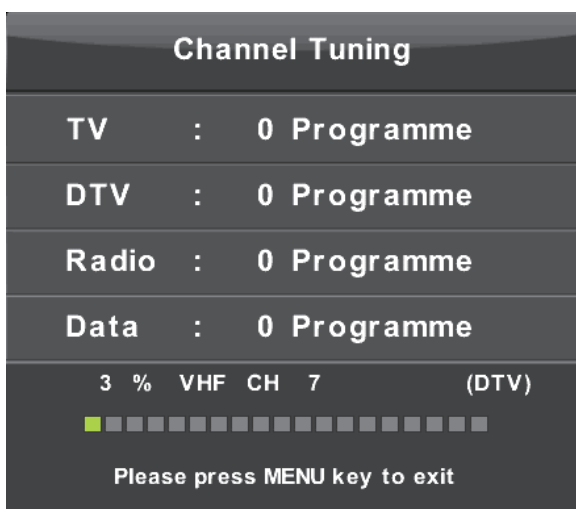 Channel Tuning
TV : 0 Programme
DTV : 0 Programme
Radio : 0 Programme
Data : 0 Programme
3 % VHF CH 7 (DTV)
Please press MENU key to exit